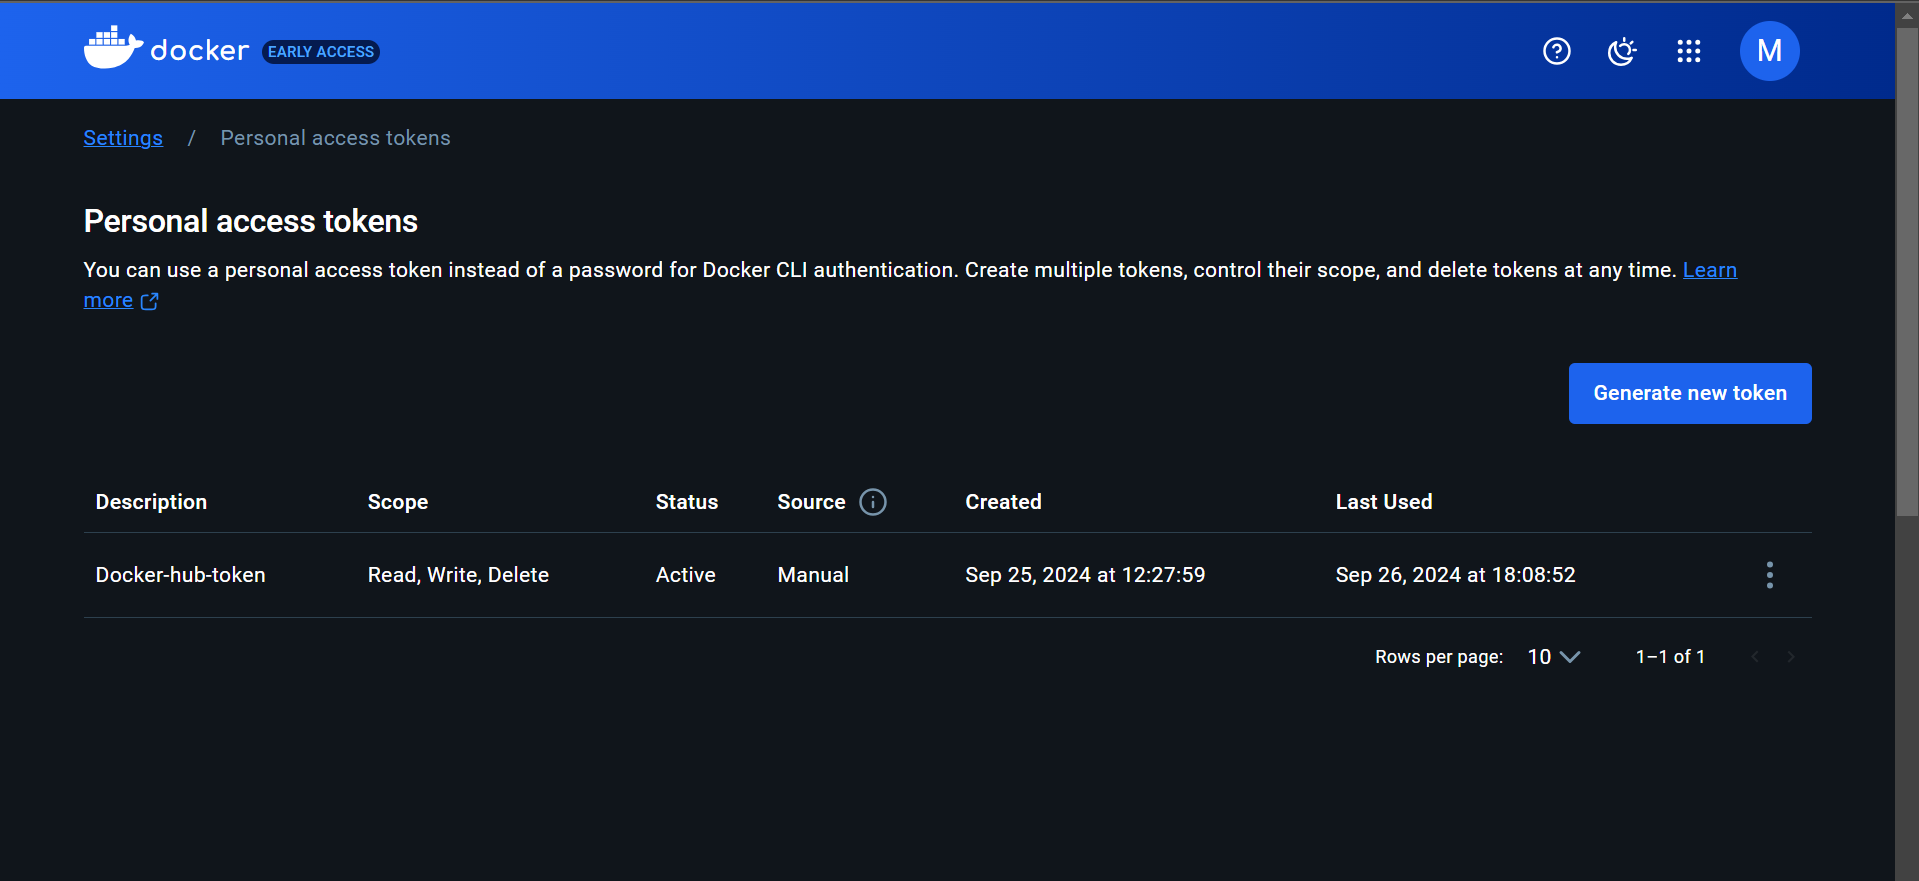 docker EARLY ACCESS M
Settings / Personal access tokens
Personal access tokens
You can use a personal access token instead of a password for Docker CLI authentication. Create multiple tokens, control their scope, and delete tokens at any time. Learn
more
Generate new token
Description Scope Status Source Created Last Used
Docker-hub-token Read, Write, Delete Active Manual Sep 25, 2024 at 12:27:59 Sep 26, 2024 at 18:08:52
Rows per page: 10 1–1 of 1